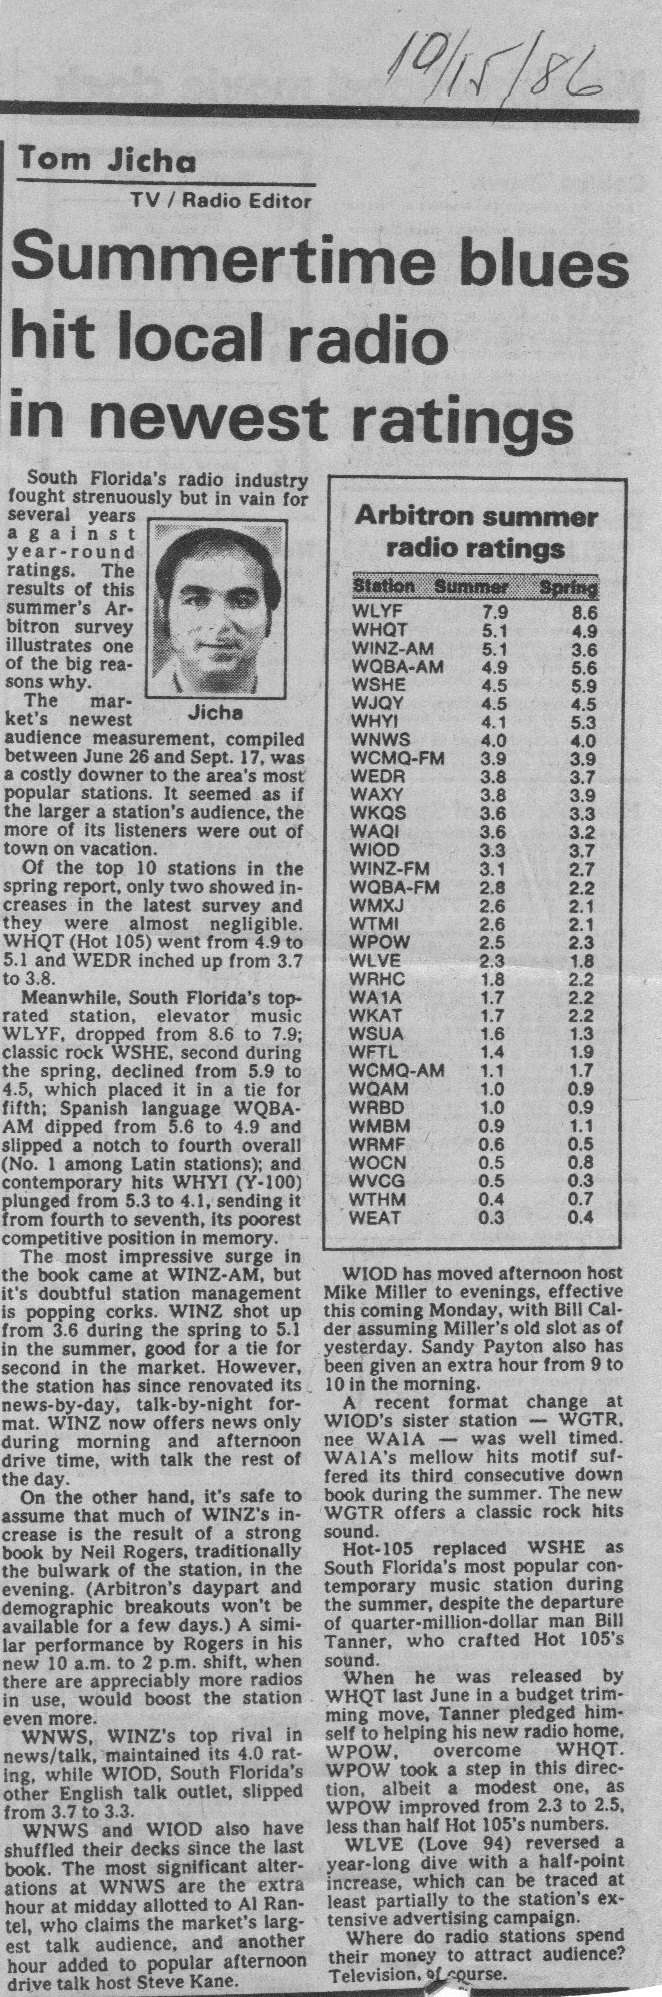 10/15/86
Tom Jicha
TV / Radio Editor
Summertime blues
hit local radio
in newest ratings
South Florida's radio industry
fought strenuously but in vain for
several years
against
year-round
ratings. The
results of this
summer's Ar-
bitron survey
illustrates one
of the big rea-
sons why.
The mar-
ket's newest
Jicha
audience measurement, compiled
between June 26 and Sept. 17, was
a costly downer to the area's most
popular stations. It seemed as if
the larger a station's audience, the
more of its listeners were out of
town on vacation.
Of the top 10 stations in the
spring report, only two showed in-
creases in the latest survey and
they were almost negligible.
WHQT (Hot 105) went from 4.9 to
5.1 and WEDR inched up from 3.7
to 3.8.
Meanwhile, South Florida's top-
rated station, elevator music
WLYF, dropped from 8.6 to 7.9;
classic rock WSHE, second during
the spring, declined from 5.9 to
4.5, which placed it in a tie for
fifth; Spanish language WQBA-
AM dipped from 5.6 to 4.9 and
slipped a notch to fourth overall
(No. 1 among Latin stations); and
contemporary hits WHYI (Y-100)
plunged from 5.3 to 4.1, sending it
from fourth to seventh, its poorest
competitive position in memory.
The most impressive surge in
the book came at WINZ-AM, but
it's doubtful station management
is popping corks. WINZ shot up
from 3.6 during the spring to 5.1
in the summer, good for a tie for
second in the market. However,
the station has since renovated its
news-by-day, talk-by-night for-
mat. WINZ now offers news only
during morning and afternoon
drive time, with talk the rest of
the day.
On the other hand, it's safe to
assume that much of WINZ's in-
crease is the result of a strong
book by Neil Rogers, traditionally
the bulwark of the station, in the
evening. (Arbitron's daypart and
demographic breakouts won't be
available for a few days.) A simi-
lar performance by Rogers in his
new 10 a.m. to 2 p.m. shift, when
there are appreciably more radios
in use, would boost the station
even more.
WNWS, WINZ's top rival in
news/talk, maintained its 4.0 rat-
ing, while WIOD, South Florida's
other English talk outlet, slipped
from 3.7 to 3.3.
WNWS and WIOD also have
shuffled their decks since the last
book. The most significant alter-
ations at WNWS are the extra
hour at midday allotted to Al Ran-
tel, who claims the market's larg-
est talk audience, and another
hour added to popular afternoon
drive talk host Steve Kane.
Arbitron summer
radio ratings
Station Summer Spring
WLYF 7.9 8.6
WHQT 5.1 4.9
WINZ-AM 5.1 3.6
WQBA-AM 4.9 5.6
WSHE 4.5 5.9
WJQY 4.5 4.5
WHYI 4.1 5.3
WNWS 4.0 4.0
WCMQ-FM 3.9 3.9
WEDR 3.8 3.7
WAXY 3.8 3.9
WKQS 3.6 3.3
WAQI 3.6 3.2
WIOD 3.3 3.7
WINZ-FM 3.1 2.7
WQBA-FM 2.8 2.2
WMXJ 2.6 2.1
WTMI 2.6 2.1
WPOW 2.5 2.3
WLVE 2.3 1.8
WRHC 1.8 2.2
WA1A 1.7 2.2
WKAT 1.7 2.2
WSUA 1.6 1.3
WFTL 1.4 1.9
WCMQ-AM 1.1 1.7
WQAM 1.0 0.9
WRBD 1.0 0.9
WMBM 0.9 1.1
WRMF 0.6 0.5
WOCN 0.5 0.8
WVCG 0.5 0.3
WTHM 0.4 0.7
WEAT 0.3 0.4
WIOD has moved afternoon host
Mike Miller to evenings, effective
this coming Monday, with Bill Cal-
der assuming Miller's old slot as of
yesterday. Sandy Payton also has
been given an extra hour from 9 to
10 in the morning.
A recent format change at
WIOD's sister station — WGTR,
nee WA1A — was well timed.
WA1A's mellow hits motif suf-
fered its third consecutive down
book during the summer. The new
WGTR offers a classic rock hits
sound.
Hot-105 replaced WSHE as
South Florida's most popular con-
temporary music station during
the summer, despite the departure
of quarter-million-dollar man Bill
Tanner, who crafted Hot 105's
sound.
When he was released by
WHQT last June in a budget trim-
ming move, Tanner pledged him-
self to helping his new radio home,
WPOW, overcome WHQT.
WPOW took a step in this direc-
tion, albeit a modest one, as
WPOW improved from 2.3 to 2.5,
less than half Hot 105's numbers.
WLVE (Love 94) reversed a
year-long dive with a half-point
increase, which can be traced at
least partially to the station's ex-
tensive advertising campaign.
Where do radio stations spend
their money to attract audience?
Television, of course.